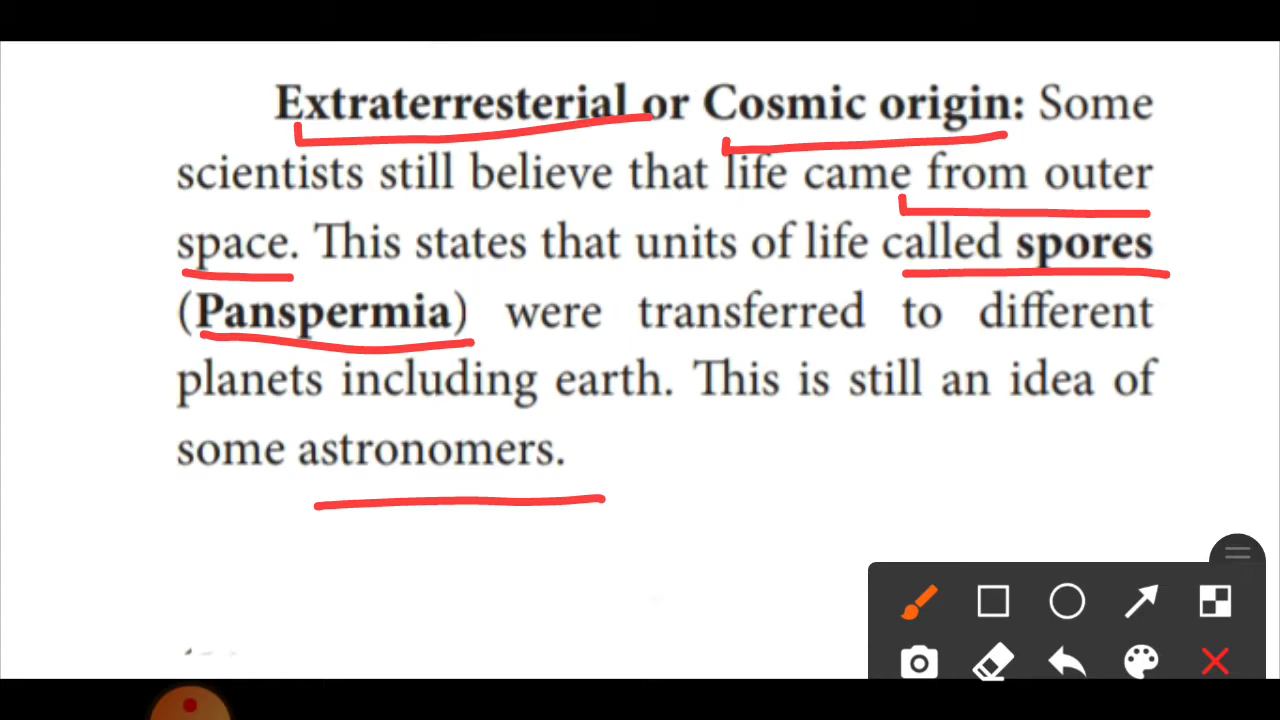 Extraterresterial or Cosmic origin: Some
scientists still believe that life came from outer
space. This states that units of life called spores
(Panspermia) were transferred to different
planets including earth. This is still an idea of
some astronomers.